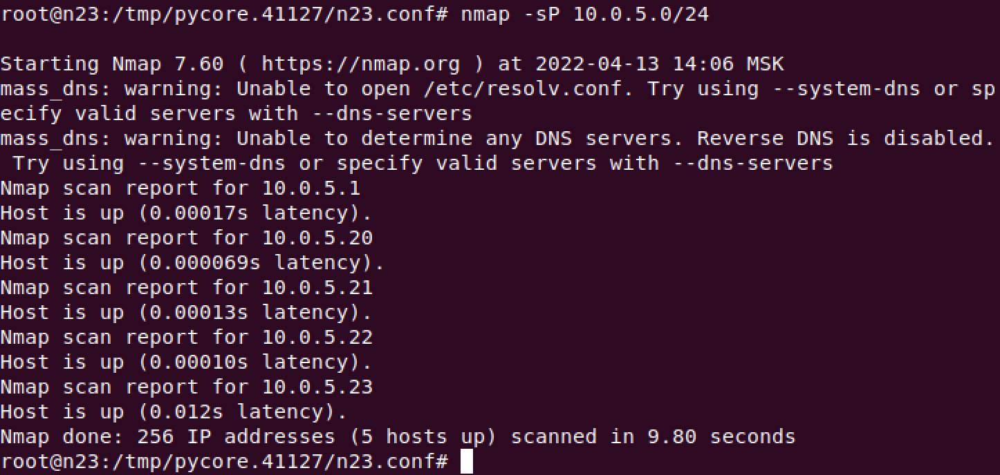 root@n23:/tmp/pycore.41127/n23.conf# nmap -sP 10.0.5.0/24
Starting Nmap 7.60 ( https://nmap.org ) at 2022-04-13 14:06 MSK
mass_dns: warning: Unable to open /etc/resolv.conf. Try using --system-dns or sp
ecify valid servers with --dns-servers
mass_dns: warning: Unable to determine any DNS servers. Reverse DNS is disabled.
 Try using --system-dns or specify valid servers with --dns-servers
Nmap scan report for 10.0.5.1
Host is up (0.00017s latency).
Nmap scan report for 10.0.5.20
Host is up (0.000069s latency).
Nmap scan report for 10.0.5.21
Host is up (0.00013s latency).
Nmap scan report for 10.0.5.22
Host is up (0.00010s latency).
Nmap scan report for 10.0.5.23
Host is up (0.012s latency).
Nmap done: 256 IP addresses (5 hosts up) scanned in 9.80 seconds
root@n23:/tmp/pycore.41127/n23.conf#